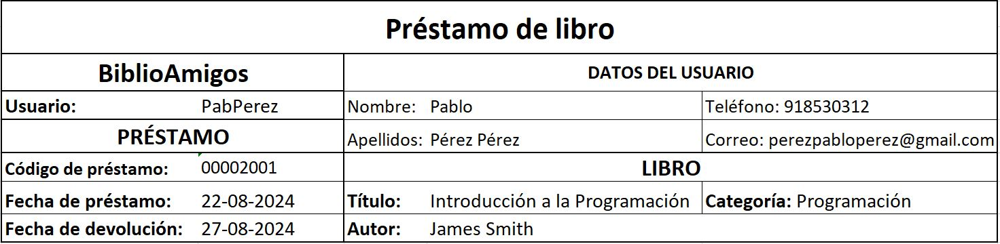 Préstamo de libro
BiblioAmigos DATOS DEL USUARIO
Usuario: PabPerez Nombre: Pablo Teléfono: 918530312
PRÉSTAMO Apellidos: Pérez Pérez Correo: perezpabloperez@gmail.com
Código de préstamo: 00002001 LIBRO
Fecha de préstamo: 22-08-2024 Título: Introducción a la Programación Categoría: Programación
Fecha de devolución: 27-08-2024 Autor: James Smith